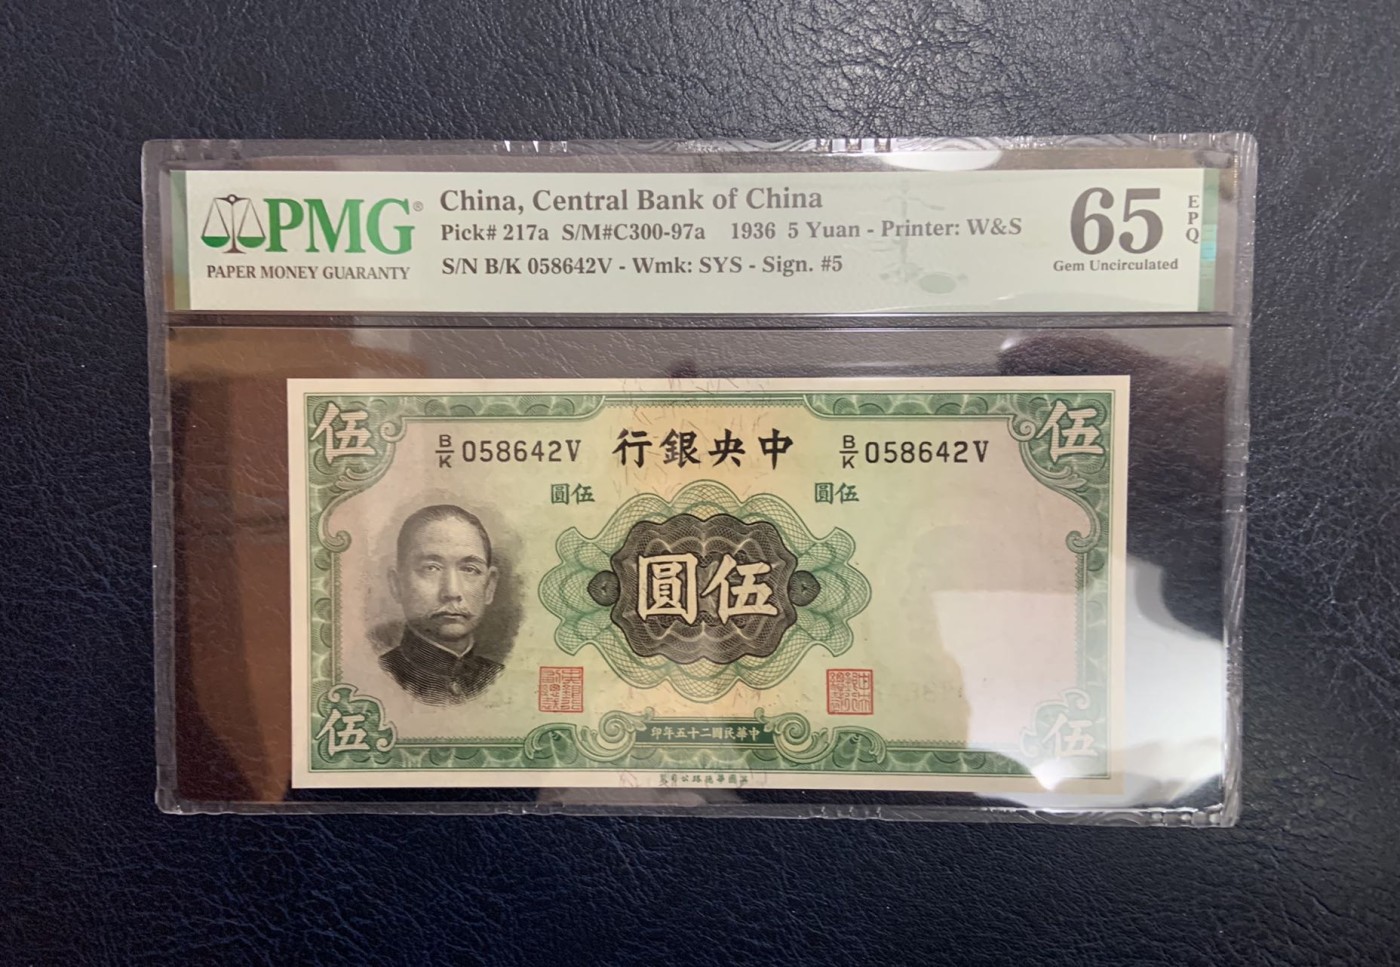 PMG®
PAPER MONEY GUARANTY
China, Central Bank of China
Pick# 217a S/M#C300-97a 1936 5 Yuan - Printer: W&S
S/N B/K 058642V - Wmk: SYS - Sign. #5
65
Gem Uncirculated
EPQ
伍
伍
B/K 058642V
行銀央中
B/K 058642V
圓伍
圓伍
圓伍
伍
伍
印年五十二國民華中